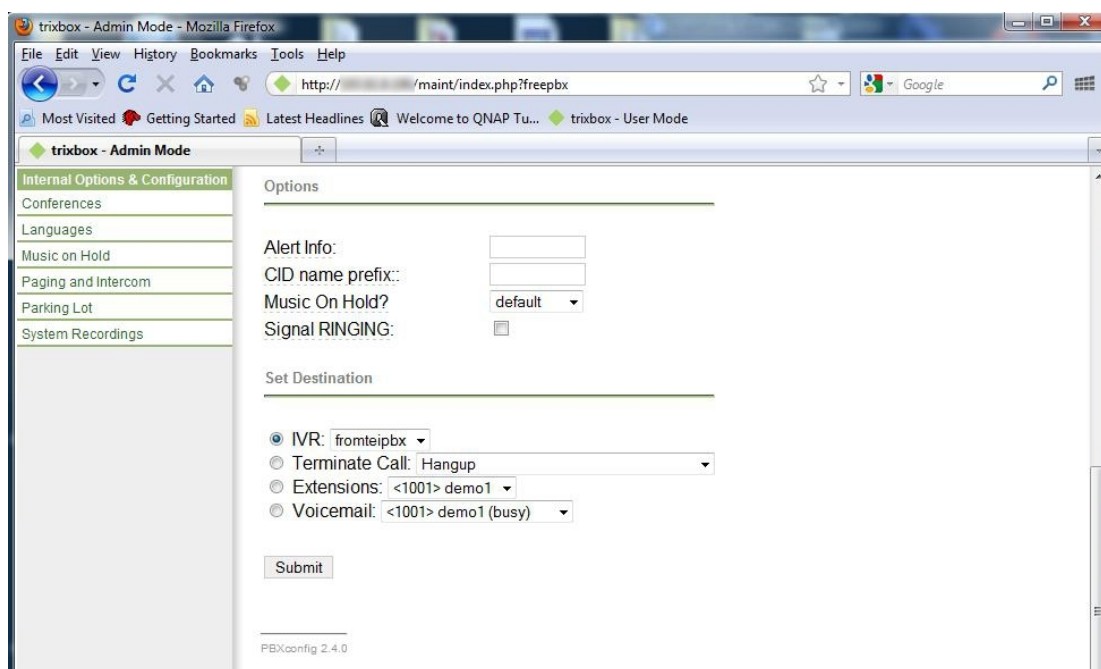 trixbox - Admin Mode - Mozilla Firefox
File Edit View History Bookmarks Tools Help
http:// /maint/index.php?freepbx
Google
Most Visited Getting Started Latest Headlines Welcome to QNAP Tu... trixbox - User Mode
trixbox - Admin Mode
Internal Options & Configuration
Conferences
Languages
Music on Hold
Paging and Intercom
Parking Lot
System Recordings
Options
Alert Info:
CID name prefix::
Music On Hold? default
Signal RINGING:
Set Destination
IVR: fromteipbx
Terminate Call: Hangup
Extensions: <1001> demo1
Voicemail: <1001> demo1 (busy)
Submit
PBXconfig 2.4.0